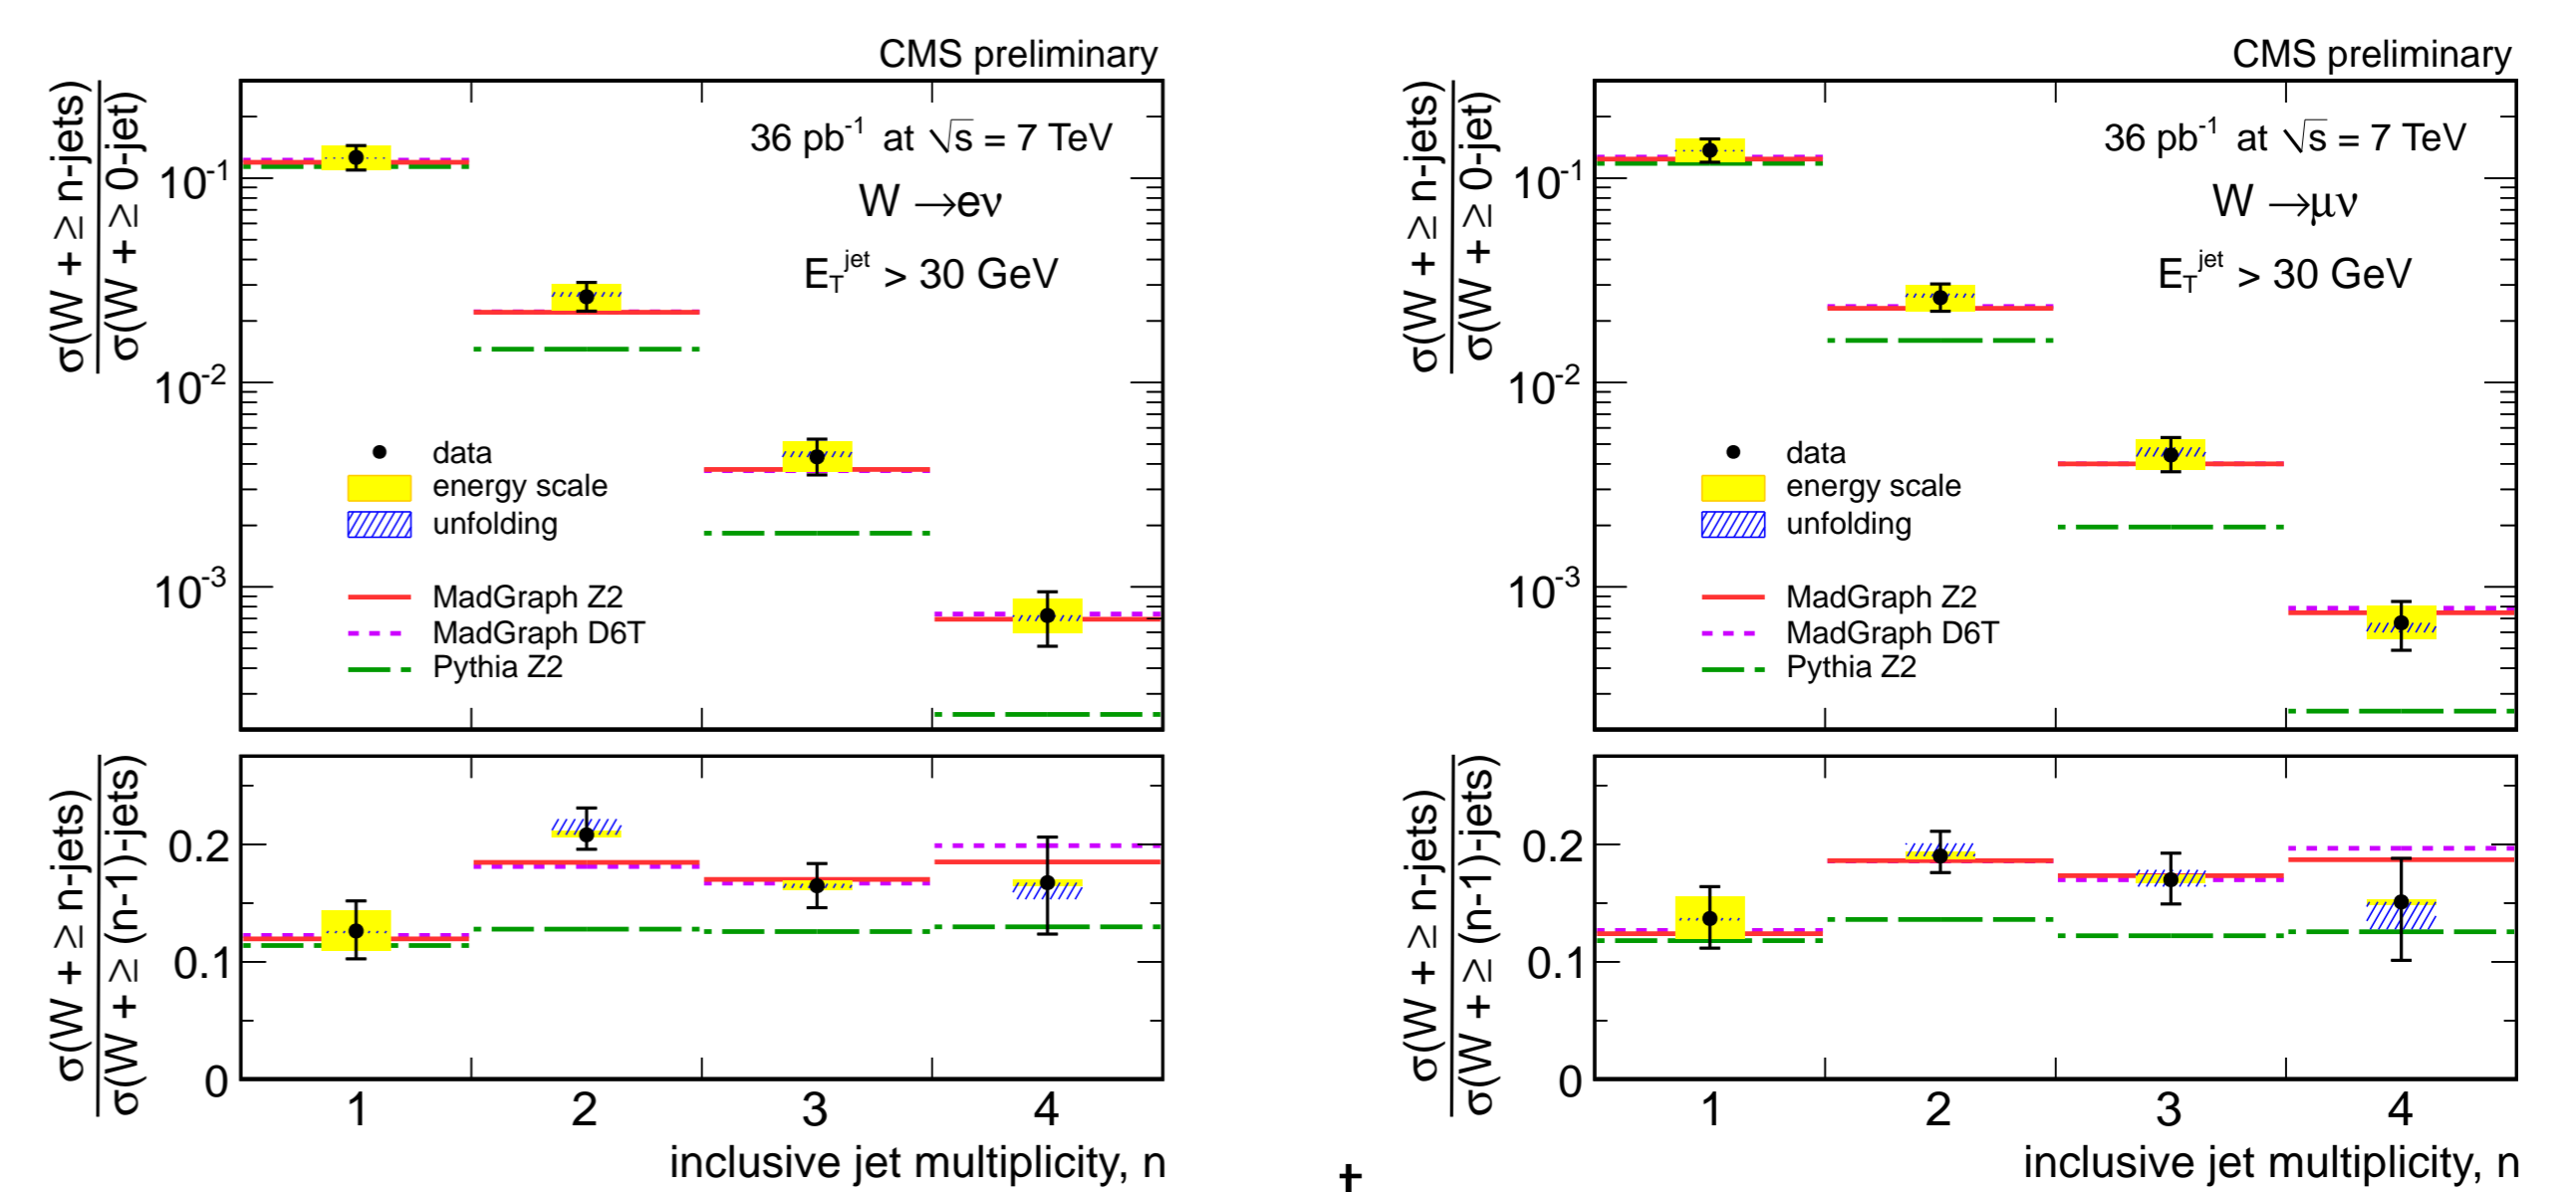 CMS preliminary
σ(W + ≥ n-jets)
σ(W + ≥ 0-jet)
36 pb-1 at √s = 7 TeV
W →eν
ET jet > 30 GeV
10-1
10-2
10-3
data
energy scale
unfolding
MadGraph Z2
MadGraph D6T
Pythia Z2
σ(W + ≥ n-jets)
σ(W + ≥ (n-1)-jets)
0.2
0.1
0
1 2 3 4
inclusive jet multiplicity, n
CMS preliminary
σ(W + ≥ n-jets)
σ(W + ≥ 0-jet)
36 pb-1 at √s = 7 TeV
W →μν
ET jet > 30 GeV
10-1
10-2
10-3
data
energy scale
unfolding
MadGraph Z2
MadGraph D6T
Pythia Z2
σ(W + ≥ n-jets)
σ(W + ≥ (n-1)-jets)
0.2
0.1
0
1 2 3 4
inclusive jet multiplicity, n